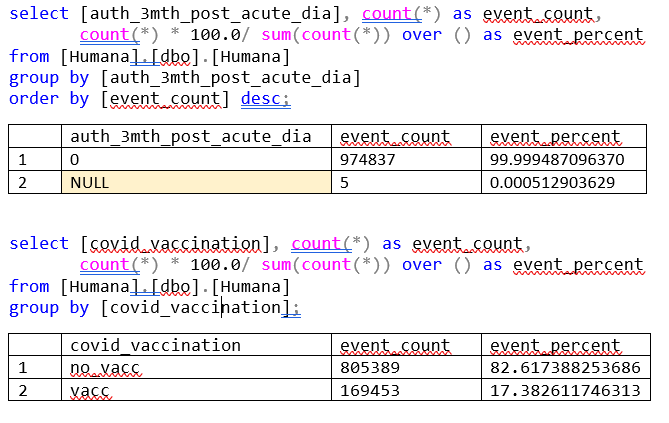 select [auth_3mth_post_acute_dia], count(*) as event_count,
count(*) * 100.0/ sum(count(*)) over () as event_percent
from [Humana].[dbo].[Humana]
group by [auth_3mth_post_acute_dia]
order by [event_count] desc;
auth_3mth_post_acute_dia event_count event_percent
1 0 974837 99.999487096370
2 NULL 5 0.000512903629
select [covid_vaccination], count(*) as event_count,
count(*) * 100.0/ sum(count(*)) over () as event_percent
from [Humana].[dbo].[Humana]
group by [covid_vaccination];
covid_vaccination event_count event_percent
1 no_vacc 805389 82.617388253686
2 vacc 169453 17.382611746313